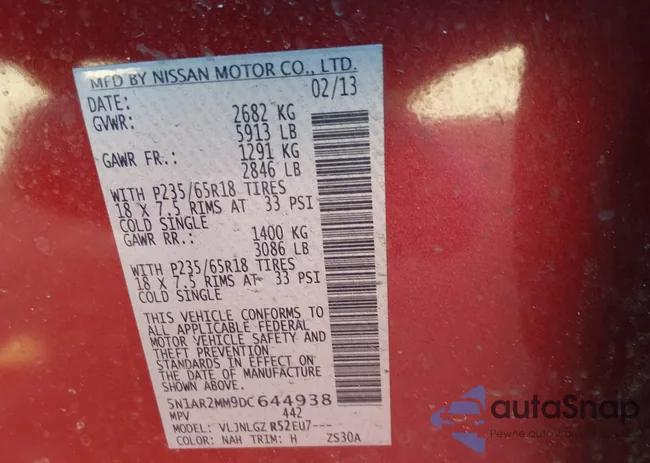 MFD BY NISSAN MOTOR CO., LTD.
DATE: 02/13
GVWR: 2682 KG
5913 LB
GAWR FR.: 1291 KG
2846 LB
WITH P235/65R18 TIRES
18 X 7.5 RIMS AT 33 PSI
COLD SINGLE
GAWR RR.: 1400 KG
3086 LB
WITH P235/65R18 TIRES
18 X 7.5 RIMS AT 33 PSI
COLD SINGLE
THIS VEHICLE CONFORMS TO
ALL APPLICABLE FEDERAL
MOTOR VEHICLE SAFETY AND
THEFT PREVENTION
STANDARDS IN EFFECT ON
THE DATE OF MANUFACTURE
SHOWN ABOVE.
5N1AR2MM9DC644938
MPV 442
MODEL: VLJNLGZ R52EU7---
COLOR: NAH TRIM: H ZS30A
autaSnap
Pewne auto